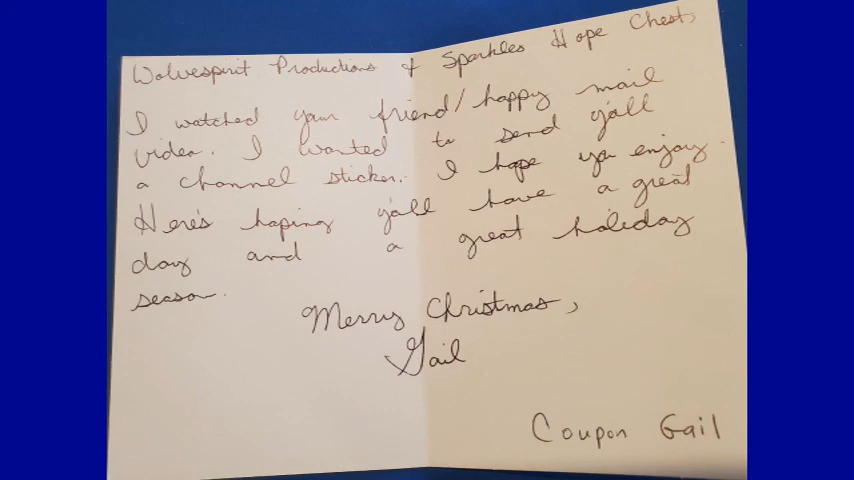 Wolvespirit Productions & Sparkles Hope Chest,
I watched your friend/happy mail
video. I wanted to send y'all
a channel sticker. I hope you enjoy.
Here's hoping y'all have a great
day and a great holiday
season.
Merry Christmas,
Gail
Coupon Gail